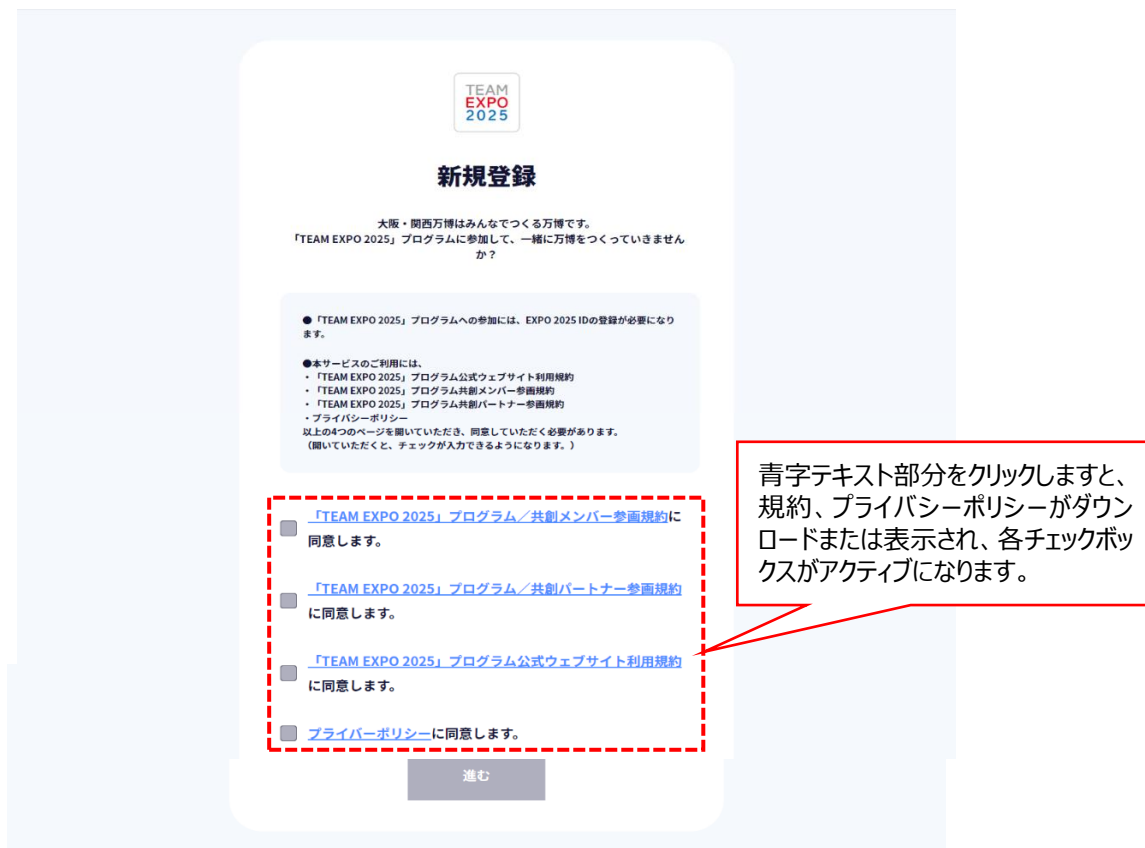 TEAM
EXPO
2025
新規登録
大阪・関西万博はみんなでつくる万博です。
「TEAM EXPO 2025」プログラムに参加して、一緒に万博をつくっていきません
か？
●「TEAM EXPO 2025」プログラムへの参加には、EXPO 2025 IDの登録が必要になり
ます。
●本サービスのご利用には、
・「TEAM EXPO 2025」プログラム公式ウェブサイト利用規約
・「TEAM EXPO 2025」プログラム共創メンバー参画規約
・「TEAM EXPO 2025」プログラム共創パートナー参画規約
・プライバシーポリシー
以上の4つのページを開いていただき、同意していただく必要があります。
（開いていただくと、チェックが入力できるようになります。）
「TEAM EXPO 2025」プログラム／共創メンバー参画規約に
同意します。
「TEAM EXPO 2025」プログラム／共創パートナー参画規約
に同意します。
「TEAM EXPO 2025」プログラム公式ウェブサイト利用規約
に同意します。
プライバーポリシーに同意します。
進む
青字テキスト部分をクリックしますと、
規約、プライバシーポリシーがダウン
ロードまたは表示され、各チェックボッ
クスがアクティブになります。